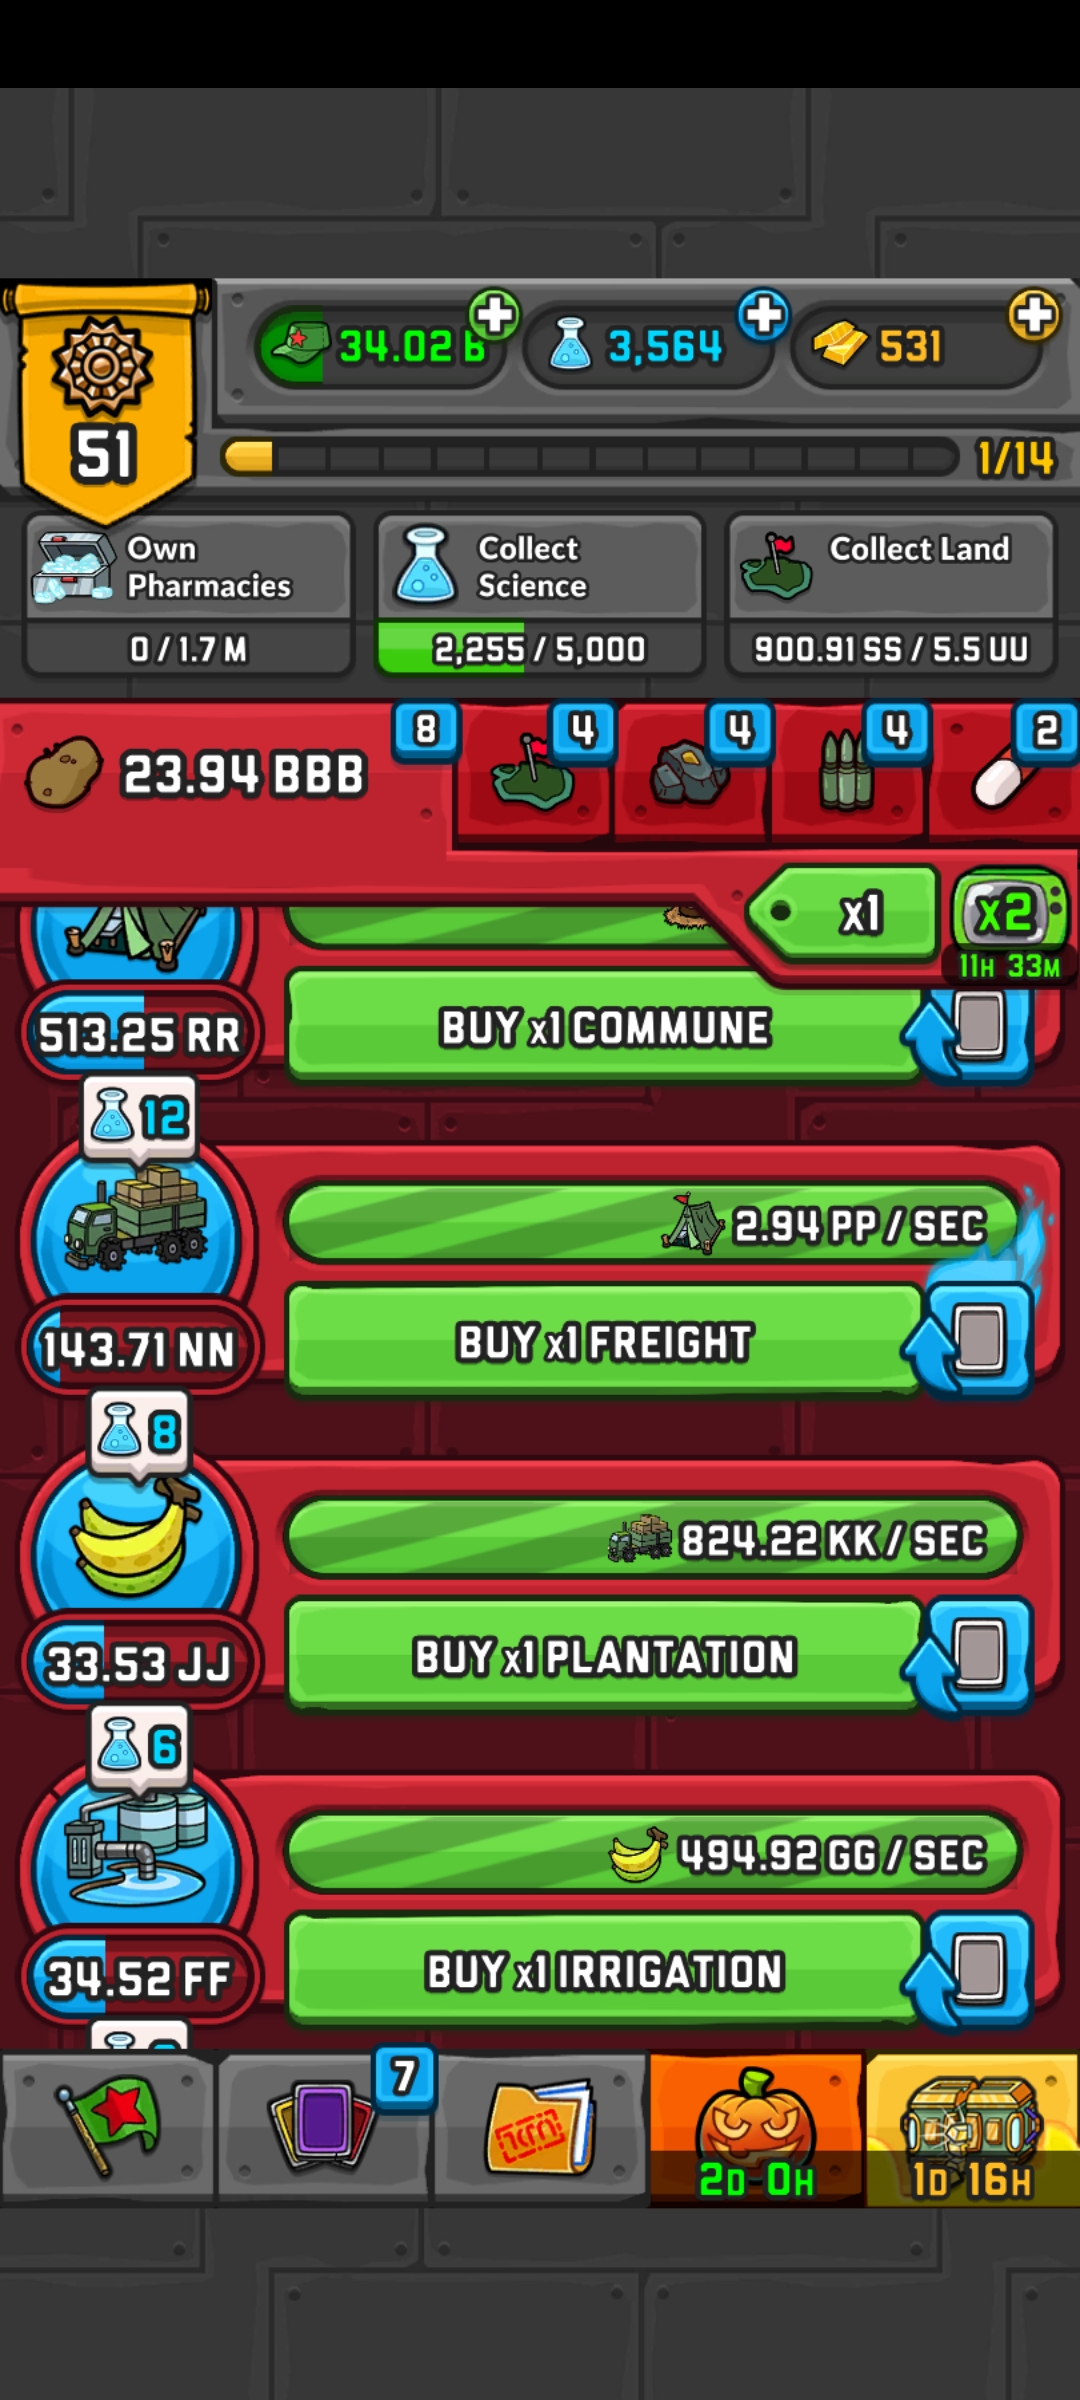 34.02 B
3,564
531
51
1/14
Own
Pharmacies
0 / 1.7 M
Collect
Science
2,255 / 5,000
Collect Land
900.91 SS / 5.5 UU
23.94 BBB
8
4
4
4
2
x1
x2
11H 33M
513.25 RR
BUY x1 COMMUNE
12
2.94 PP / SEC
143.71 NN
BUY x1 FREIGHT
8
824.22 KK / SEC
33.53 JJ
BUY x1 PLANTATION
6
494.92 GG / SEC
34.52 FF
BUY x1 IRRIGATION
7
2D 0H
1D 16H